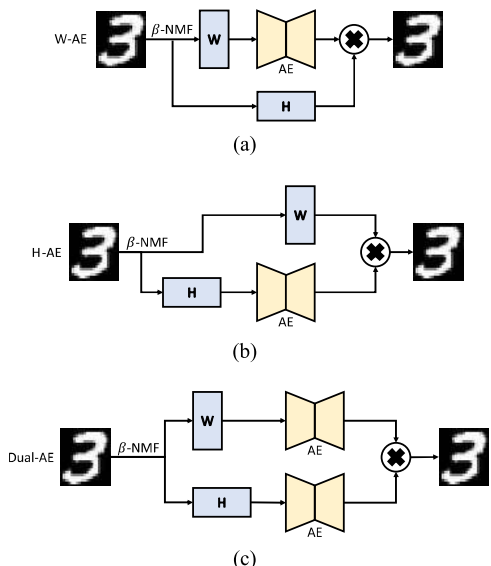 W-AE β-NMF W AE
H
(a)
H-AE β-NMF W
H AE
(b)
Dual-AE β-NMF W AE
H AE
(c)